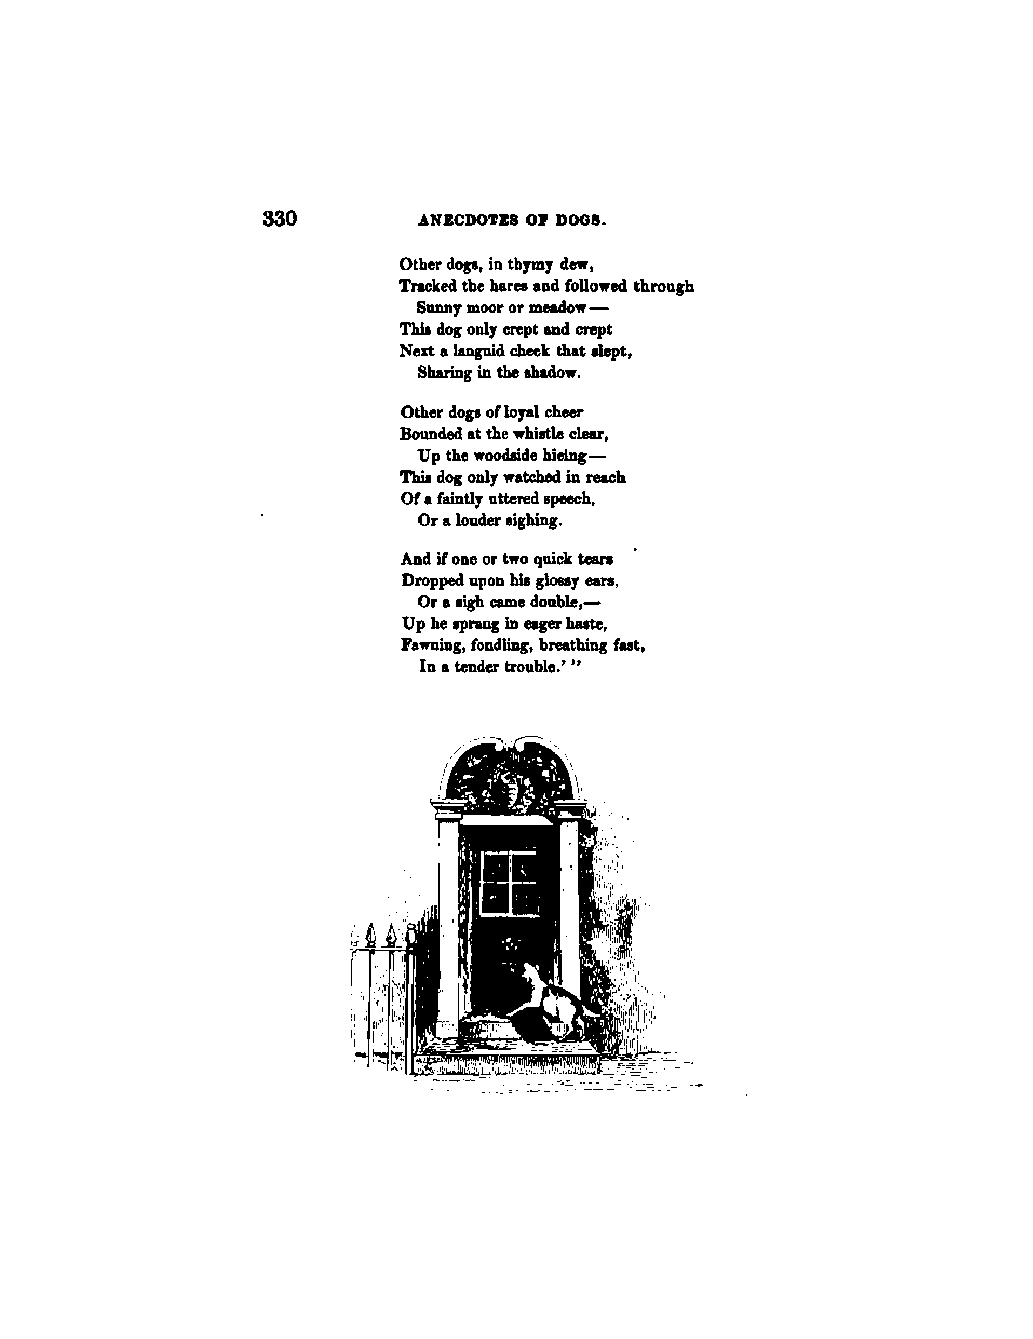 330 ANECDOTES OF DOGS.
Other dogs, in thymy dew,
Tracked the hares and followed through
Sunny moor or meadow—
This dog only crept and crept
Next a languid cheek that slept,
Sharing in the shadow.
Other dogs of loyal cheer
Bounded at the whistle clear,
Up the woodside hieing—
This dog only watched in reach
Of a faintly uttered speech,
Or a louder sighing.
And if one or two quick tears
Dropped upon his glossy ears,
Or a sigh came double,—
Up he sprang in eager haste,
Fawning, fondling, breathing fast,
In a tender trouble.' "